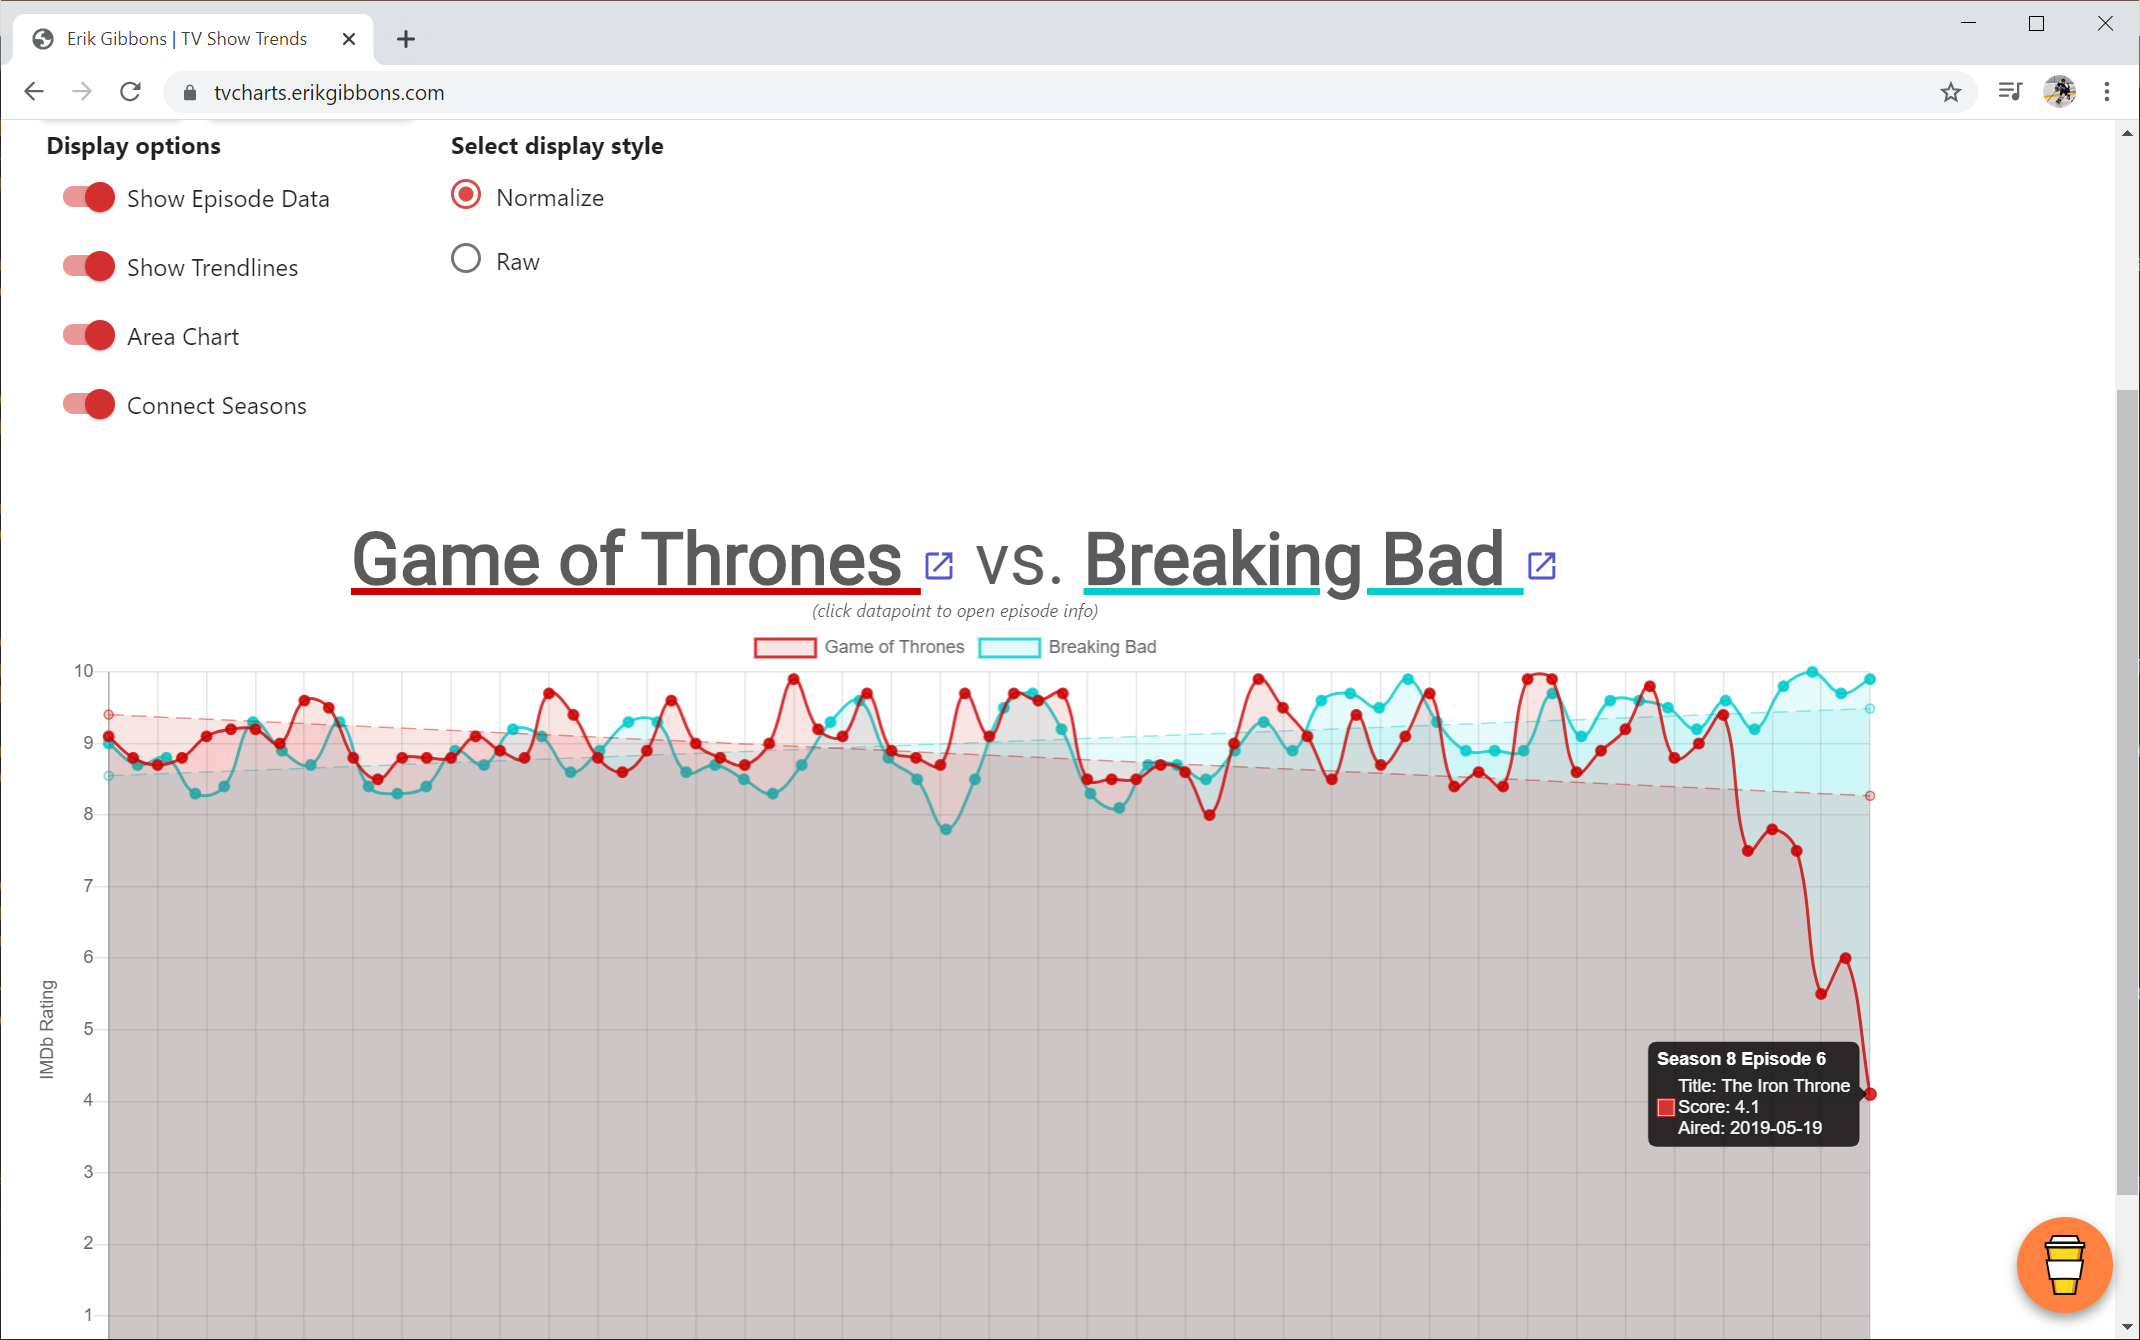 Erik Gibbons | TV Show Trends
tvcharts.erikgibbons.com
Display options
Show Episode Data
Show Trendlines
Area Chart
Connect Seasons
Select display style
Normalize
Raw
Game of Thrones vs. Breaking Bad
(click datapoint to open episode info)
Game of Thrones Breaking Bad
10
9
8
7
6
5
4
3
2
1
IMDb Rating
Season 8 Episode 6
Title: The Iron Throne
Score: 4.1
Aired: 2019-05-19